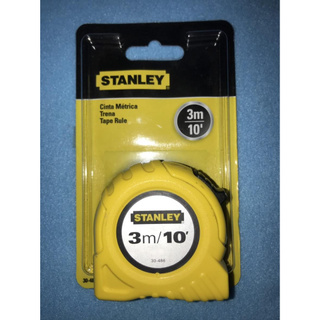 STANLEY
Cinta Métrica
Trena
Tape Rule
3m
10'
STANLEY
3m/10'